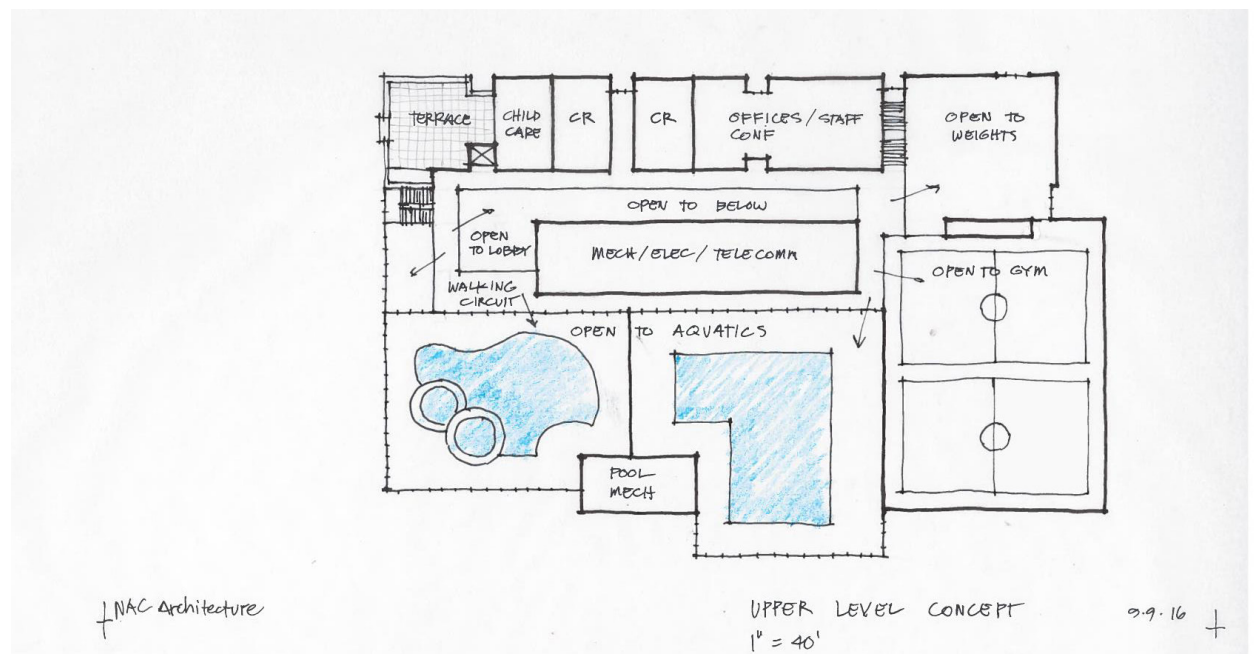 TERRACE
CHILD
CARE
CR
CR
OFFICES/STAFF
CONF
OPEN TO
WEIGHTS
OPEN TO BELOW
OPEN
TO LOBBY
MECH/ELEC/TELECOMM
WALKING
CIRCUIT
OPEN TO GYM
OPEN TO AQUATICS
POOL
MECH
NAC Architecture
UPPER LEVEL CONCEPT
1" = 40'
9.9.16